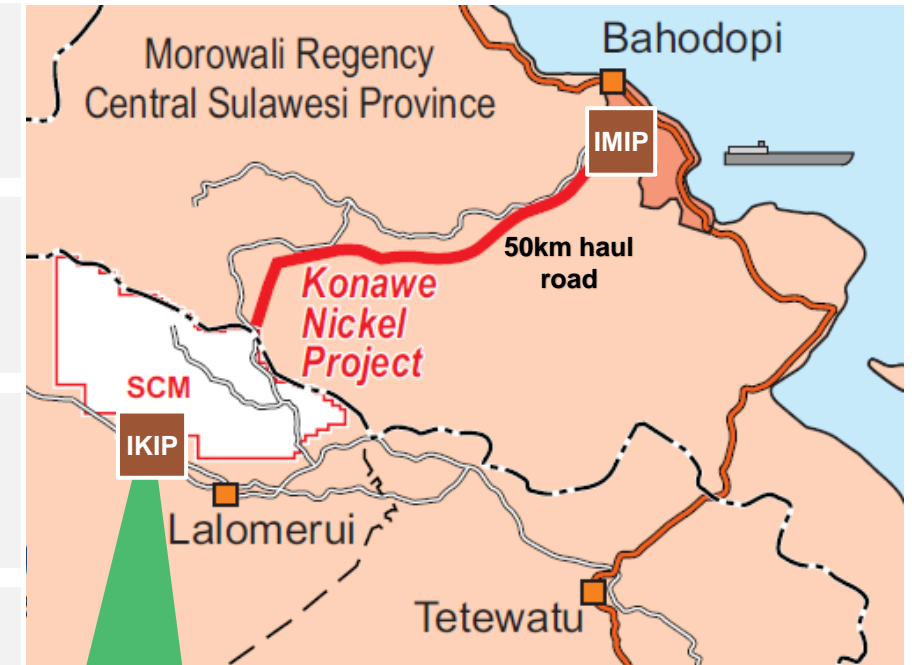 Morowali Regency
Central Sulawesi Province
Bahodopi
IMIP
50km haul
road
Konawe
Nickel
Project
SCM
IKIP
Lalomerui
Tetewatu